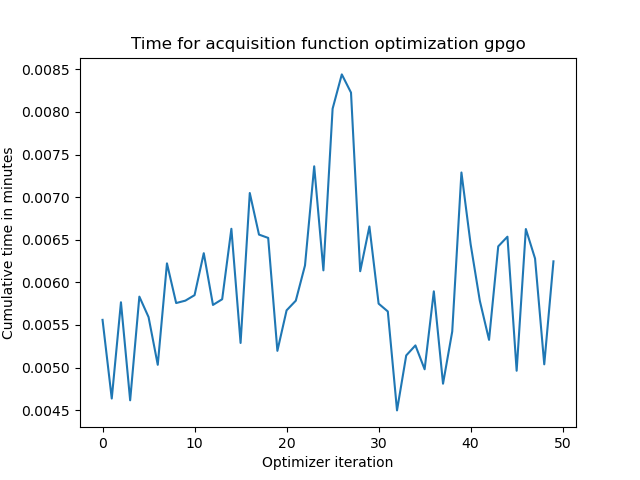 Time for acquisition function optimization gpgo
0.0085
0.0080
0.0075
0.0070
0.0065
0.0060
0.0055
0.0050
0.0045
Cumulative time in minutes
0 10 20 30 40 50
Optimizer iteration